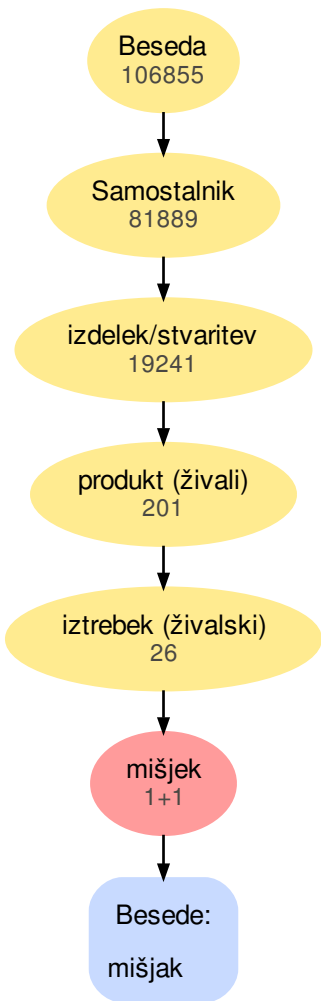 Beseda
106855
Samostalnik
81889
izdelek/stvaritev
19241
produkt (živali)
201
iztrebek (živalski)
26
mišjek
1+1
Besede:
mišjak